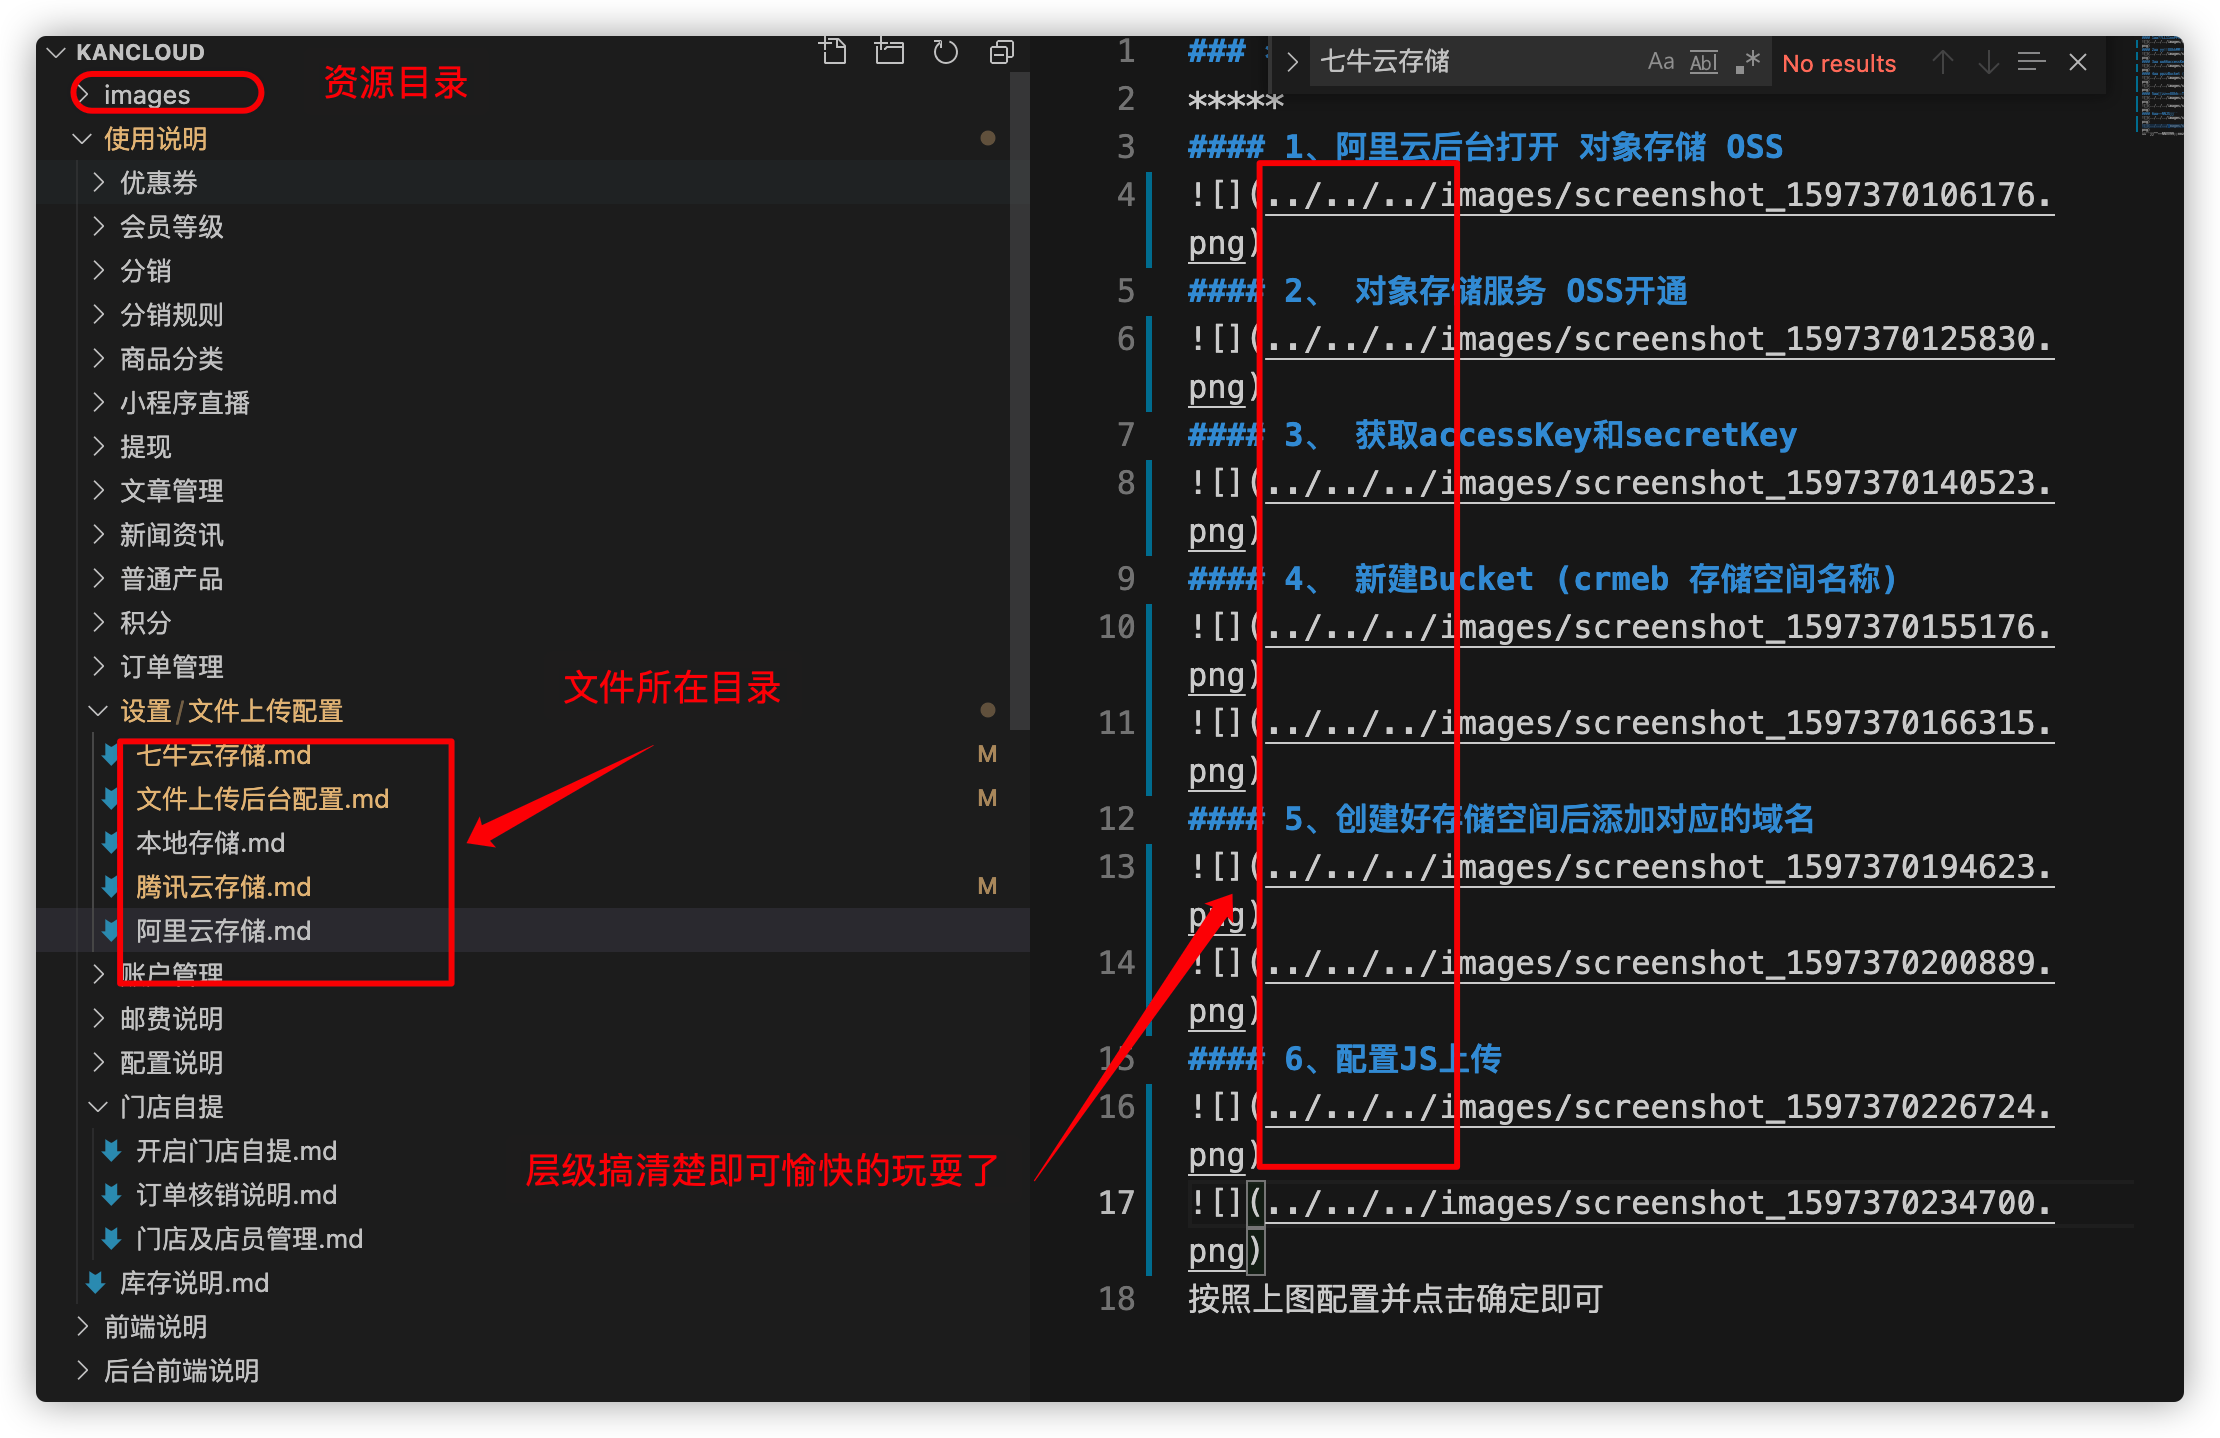 KANCLOUD
images
资源目录
使用说明
优惠券
会员等级
分销
分销规则
商品分类
小程序直播
提现
文章管理
新闻资讯
普通产品
积分
订单管理
设置/文件上传配置
文件所在目录
七牛云存储.md M
文件上传后台配置.md M
本地存储.md
腾讯云存储.md M
阿里云存储.md
账户管理
邮费说明
配置说明
门店自提
开启门店自提.md
层级搞清楚即可愉快的玩耍了
订单核销说明.md
门店及店员管理.md
库存说明.md
前端说明
后台前端说明
七牛云存储 Aa Abl .* No results
1 ###
2 *****
3 #### 1、阿里云后台打开 对象存储 OSS
4 ![](../../../images/screenshot_1597370106176.
png)
5 #### 2、 对象存储服务 OSS开通
6 ![](../../../images/screenshot_1597370125830.
png)
7 #### 3、 获取accessKey和secretKey
8 ![](../../../images/screenshot_1597370140523.
png)
9 #### 4、 新建Bucket (crmeb 存储空间名称)
10 ![](../../../images/screenshot_1597370155176.
png)
11 ![](../../../images/screenshot_1597370166315.
png)
12 #### 5、创建好存储空间后添加对应的域名
13 ![](../../../images/screenshot_1597370194623.
png)
14 ![](../../../images/screenshot_1597370200889.
png)
15 #### 6、配置JS上传
16 ![](../../../images/screenshot_1597370226724.
png)
17 ![](../../../images/screenshot_1597370234700.
png)
18 按照上图配置并点击确定即可